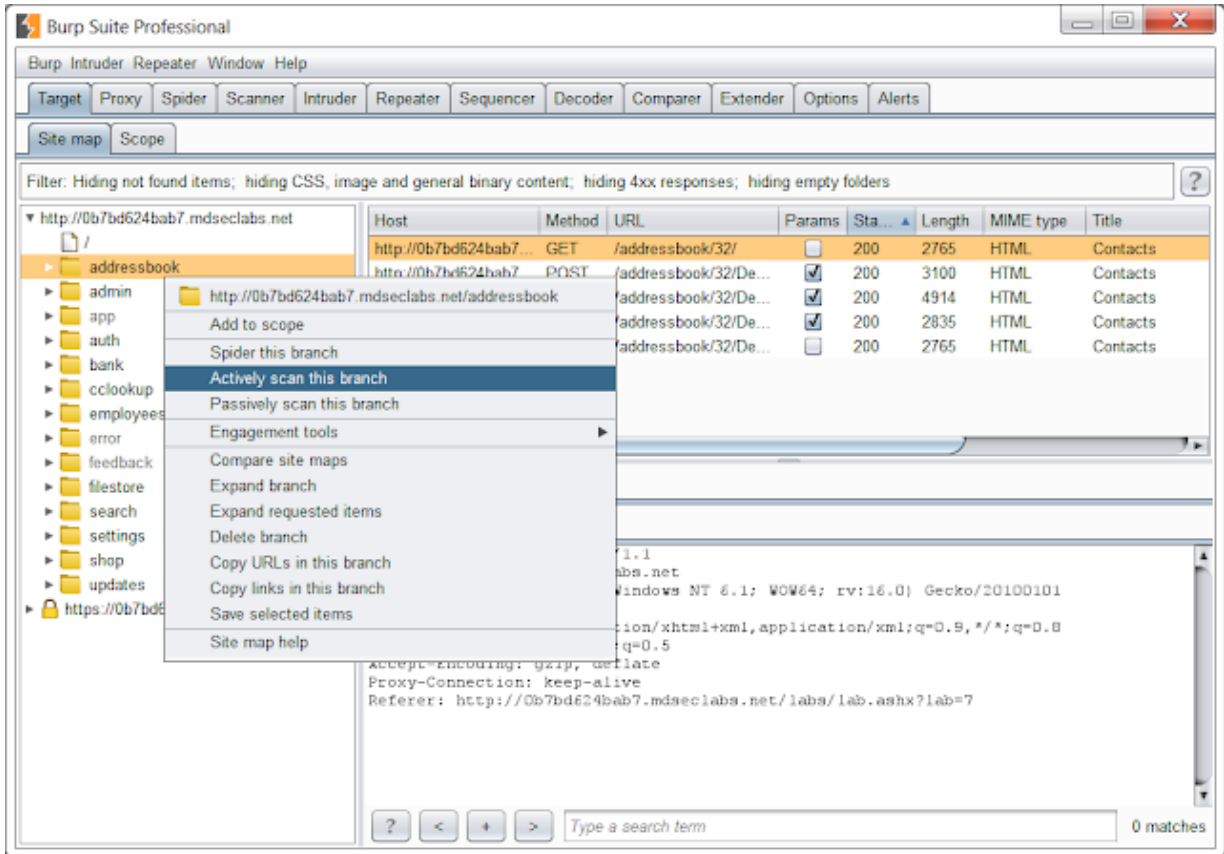 Burp Suite Professional
Burp Intruder Repeater Window Help
Target Proxy Spider Scanner Intruder Repeater Sequencer Decoder Comparer Extender Options Alerts
Site map Scope
Filter: Hiding not found items; hiding CSS, image and general binary content; hiding 4xx responses; hiding empty folders ?
http://0b7bd624bab7.mdseclabs.net
/
addressbook
admin
app
auth
bank
cclookup
employees
error
feedback
filestore
search
settings
shop
updates
https://0b7bd6
http://0b7bd624bab7.mdseclabs.net/addressbook
Add to scope
Spider this branch
Actively scan this branch
Passively scan this branch
Engagement tools
Compare site maps
Expand branch
Expand requested items
Delete branch
Copy URLs in this branch
Copy links in this branch
Save selected items
Site map help
Host Method URL Params Sta... Length MIME type Title
http://0b7bd624bab7... GET /addressbook/32/ 200 2765 HTML Contacts
http://0b7bd624bab7 POST /addressbook/32/De... 200 3100 HTML Contacts
/addressbook/32/De... 200 4914 HTML Contacts
/addressbook/32/De... 200 2835 HTML Contacts
/addressbook/32/De... 200 2765 HTML Contacts
/1.1
abs.net
Windows NT 6.1; WOW64; rv:16.0) Gecko/20100101
tion/xhtml+xml,application/xml;q=0.9,*/*;q=0.8
;q=0.5
Accept-Encoding: gzip, deflate
Proxy-Connection: keep-alive
Referer: http://0b7bd624bab7.mdseclabs.net/labs/lab.ashx?lab=7
? < + > Type a search term 0 matches